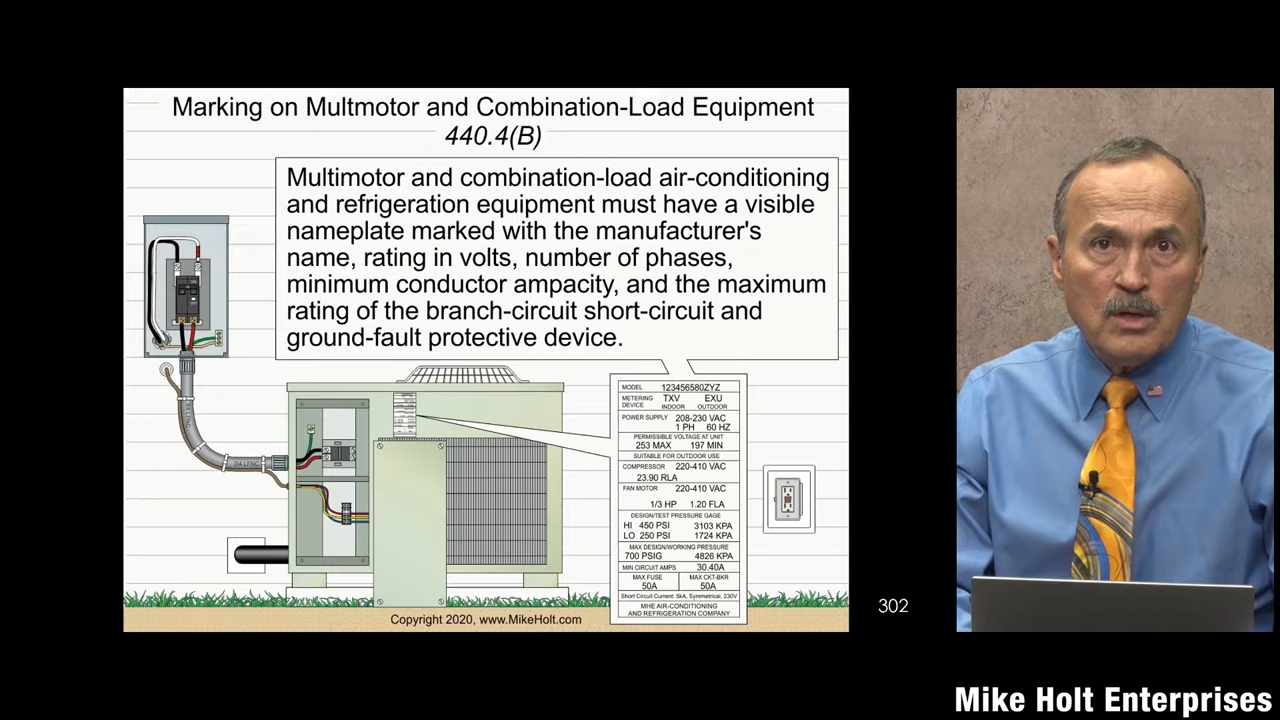 Marking on Multmotor and Combination-Load Equipment
440.4(B)
Multimotor and combination-load air-conditioning
and refrigeration equipment must have a visible
nameplate marked with the manufacturer's
name, rating in volts, number of phases,
minimum conductor ampacity, and the maximum
rating of the branch-circuit short-circuit and
ground-fault protective device.
MODEL 123456580ZYZ
METERING DEVICE TXV INDOOR EXU OUTDOOR
POWER SUPPLY 208-230 VAC
1 PH 60 HZ
PERMISSIBLE VOLTAGE AT UNIT
253 MAX 197 MIN
SUITABLE FOR OUTDOOR USE
COMPRESSOR 220-410 VAC
23.90 RLA
FAN MOTOR 220-410 VAC
1/3 HP 1.20 FLA
DESIGN/TEST PRESSURE GAGE
HI 450 PSI 3103 KPA
LO 250 PSI 1724 KPA
MAX DESIGN/WORKING PRESSURE
700 PSIG 4826 KPA
MIN CIRCUIT AMPS 30.40A
MAX FUSE MAX CKT-BKR
50A 50A
Short Circuit Current: 5kA, Symmetrical, 230V
MHE AIR-CONDITIONING
AND REFRIGERATION COMPANY
Copyright 2020, www.MikeHolt.com
302
Mike Holt Enterprises